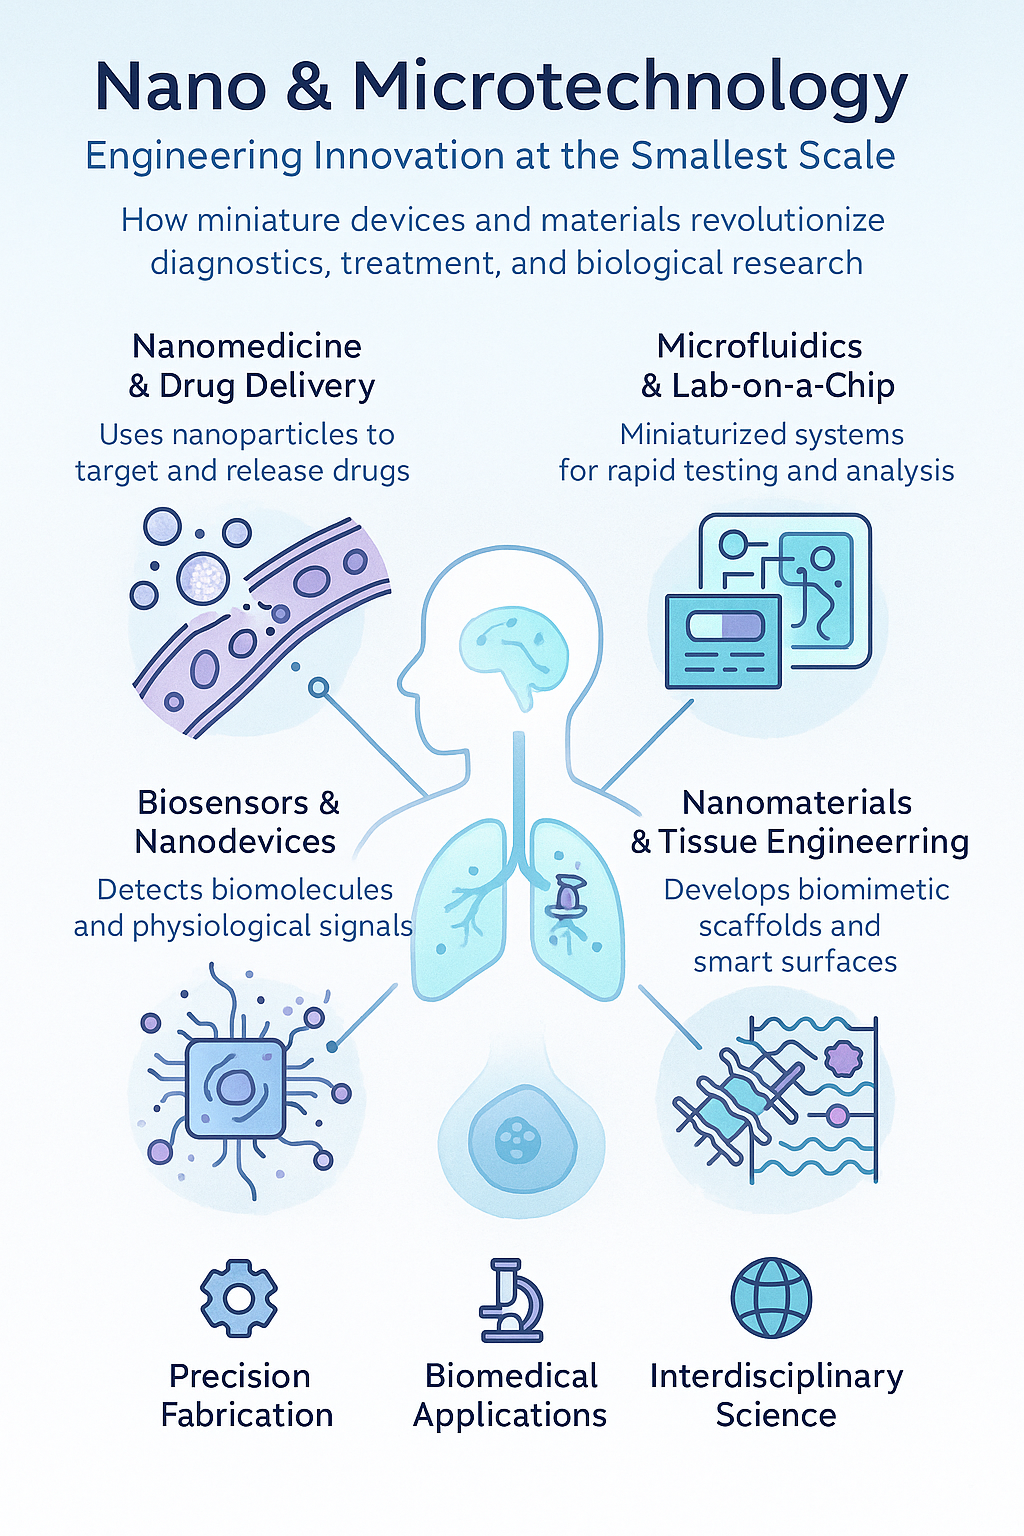 Nano & Microtechnology
Engineering Innovation at the Smallest Scale
How miniature devices and materials revolutionize
diagnostics, treatment, and biological research
Nanomedicine
& Drug Delivery
Uses nanoparticles to
target and release drugs
Microfluidics
& Lab-on-a-Chip
Miniaturized systems
for rapid testing and analysis
Biosensors &
Nanodevices
Detects biomolecules
and physiological signals
Nanomaterials
& Tissue Engineerring
Develops biomimetic
scaffolds and
smart surfaces
Precision
Fabrication
Biomedical
Applications
Interdisciplinary
Science